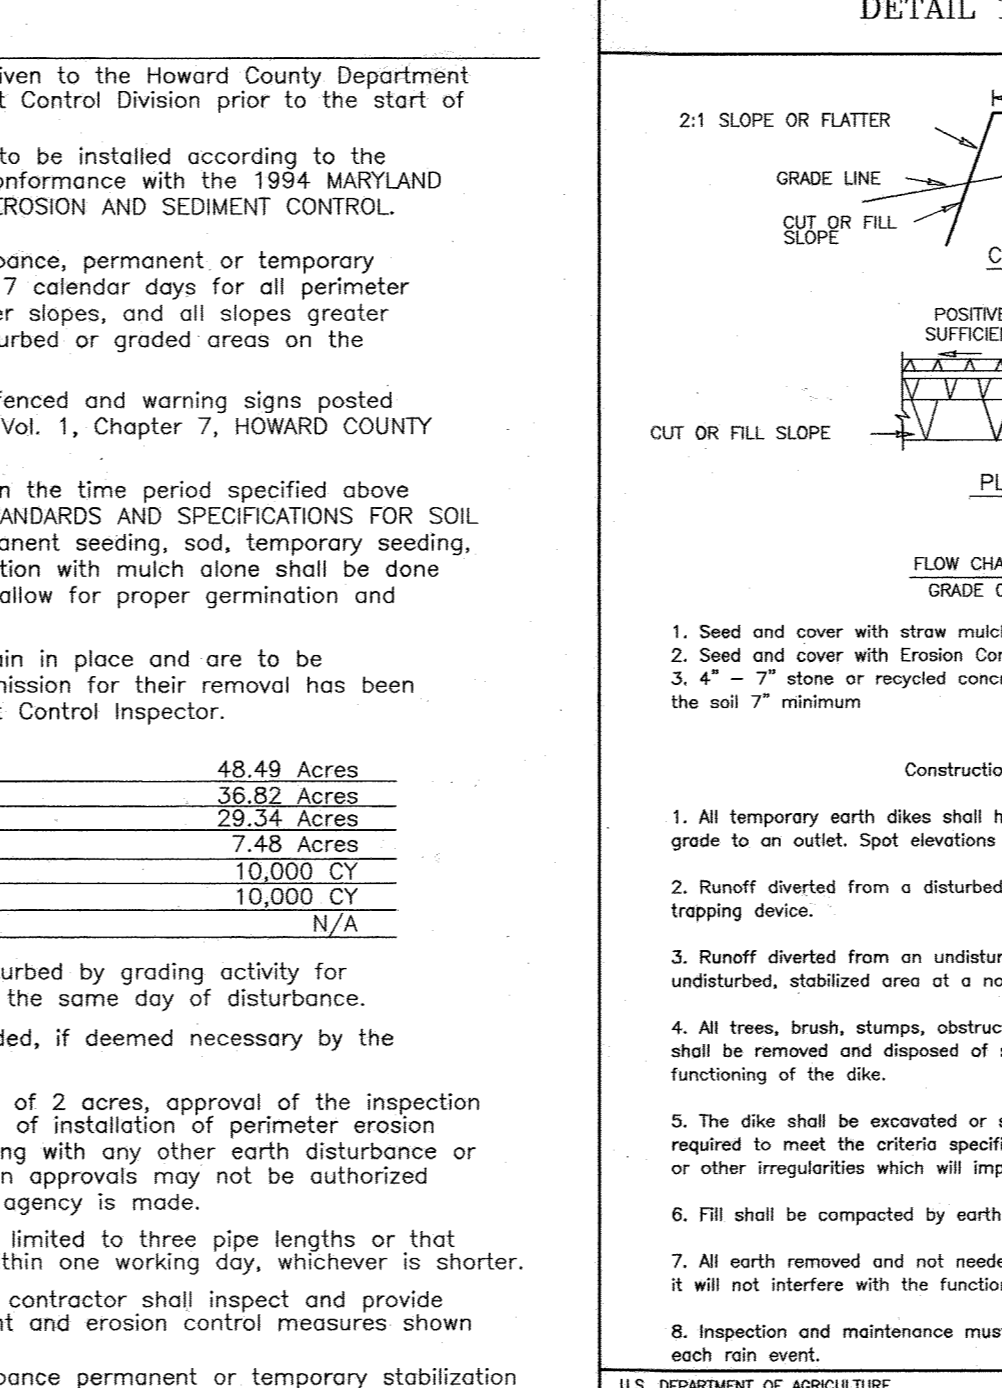 iven to the Howard County Department
t Control Division prior to the start of
to be installed according to the
onformance with the 1994 MARYLAND
EROSION AND SEDIMENT CONTROL.
bance, permanent or temporary
7 calendar days for all perimeter
er slopes, and all slopes greater
urbed or graded areas on the
fenced and warning signs posted
Vol. 1, Chapter 7, HOWARD COUNTY
n the time period specified above
ANDARDS AND SPECIFICATIONS FOR SOIL
anent seeding, sod, temporary seeding,
tion with mulch alone shall be done
allow for proper germination and
ain in place and are to be
mission for their removal has been
t Control Inspector.
48.49 Acres
36.82 Acres
29.34 Acres
7.48 Acres
10,000 CY
10,000 CY
N/A
urbed by grading activity for
the same day of disturbance.
ded, if deemed necessary by the
of 2 acres, approval of the inspection
of installation of perimeter erosion
ng with any other earth disturbance or
n approvals may not be authorized
agency is made.
limited to three pipe lengths or that
thin one working day, whichever is shorter.
contractor shall inspect and provide
nt and erosion control measures shown
bance permanent or temporary stabilization
DETAIL
2:1 SLOPE OR FLATTER
GRADE LINE
CUT OR FILL
SLOPE
C
POSITIVE
SUFFICIE
CUT OR FILL SLOPE
PL
FLOW CHA
GRADE C
1. Seed and cover with straw mulc
2. Seed and cover with Erosion Con
3. 4" – 7" stone or recycled concr
the soil 7" minimum
Constructio
1. All temporary earth dikes shall h
grade to an outlet. Spot elevations
2. Runoff diverted from a disturbed
trapping device.
3. Runoff diverted from an undistur
undisturbed, stabilized area at a no
4. All trees, brush, stumps, obstruc
shall be removed and disposed of s
functioning of the dike.
5. The dike shall be excavated or s
required to meet the criteria specifi
or other irregularities which will imp
6. Fill shall be compacted by earth
7. All earth removed and not neede
it will not interfere with the function
8. Inspection and maintenance mus
each rain event.
U.S. DEPARTMENT OF AGRICULTURE